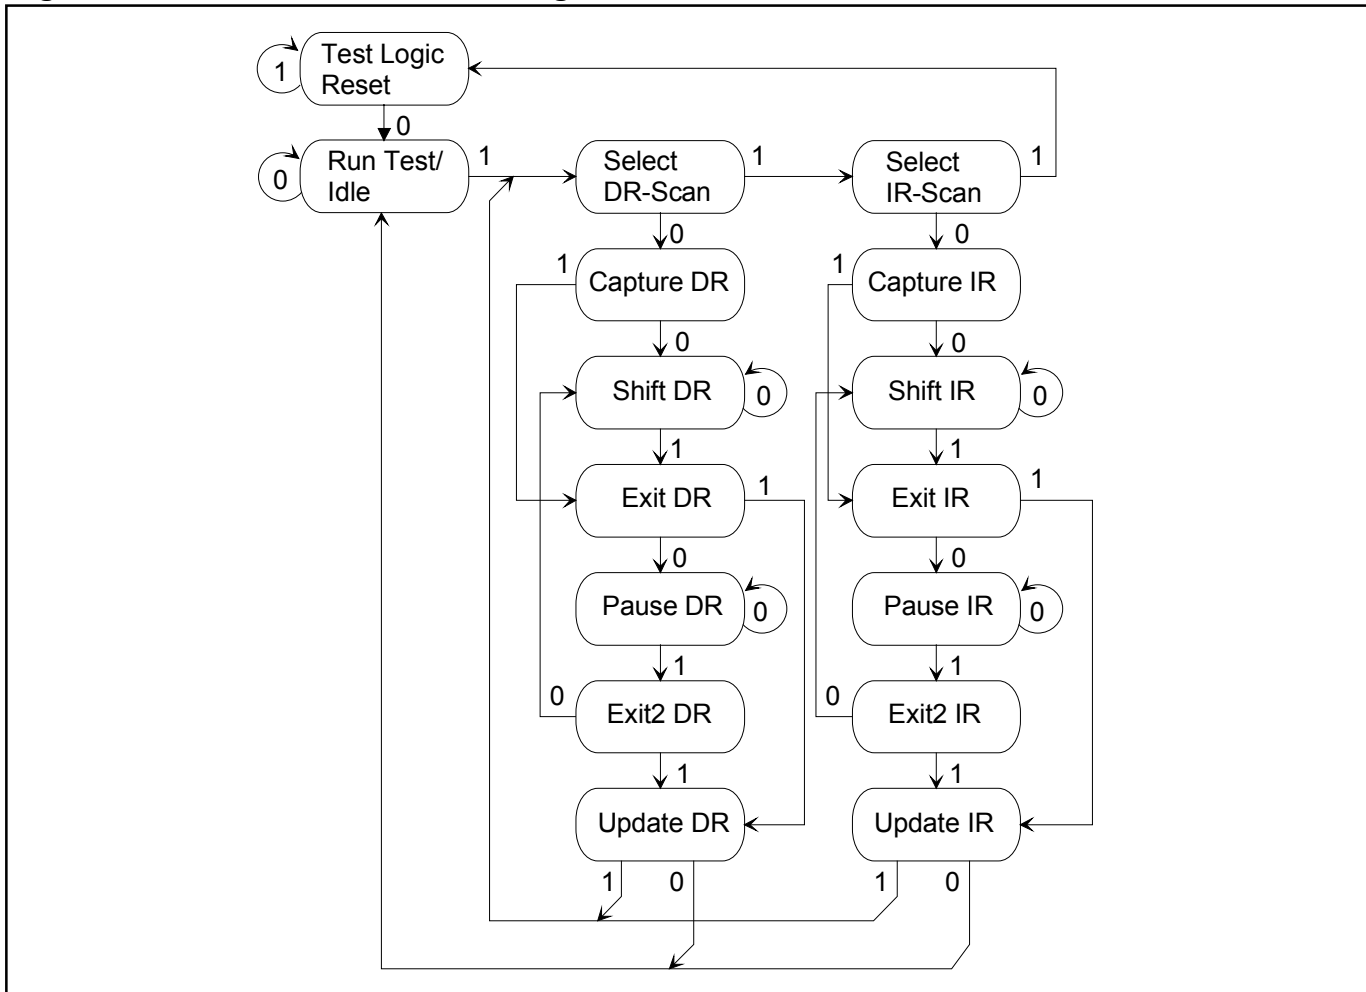 Test Logic
Reset
1
0
Run Test/
Idle
0
1
Select
DR-Scan
1
Select
IR-Scan
1
0
0
1
Capture DR
1
Capture IR
0
0
Shift DR
0
Shift IR
0
1
1
Exit DR
1
Exit IR
1
0
0
Pause DR
0
Pause IR
0
1
1
0
Exit2 DR
0
Exit2 IR
1
1
Update DR
Update IR
1
0
1
0